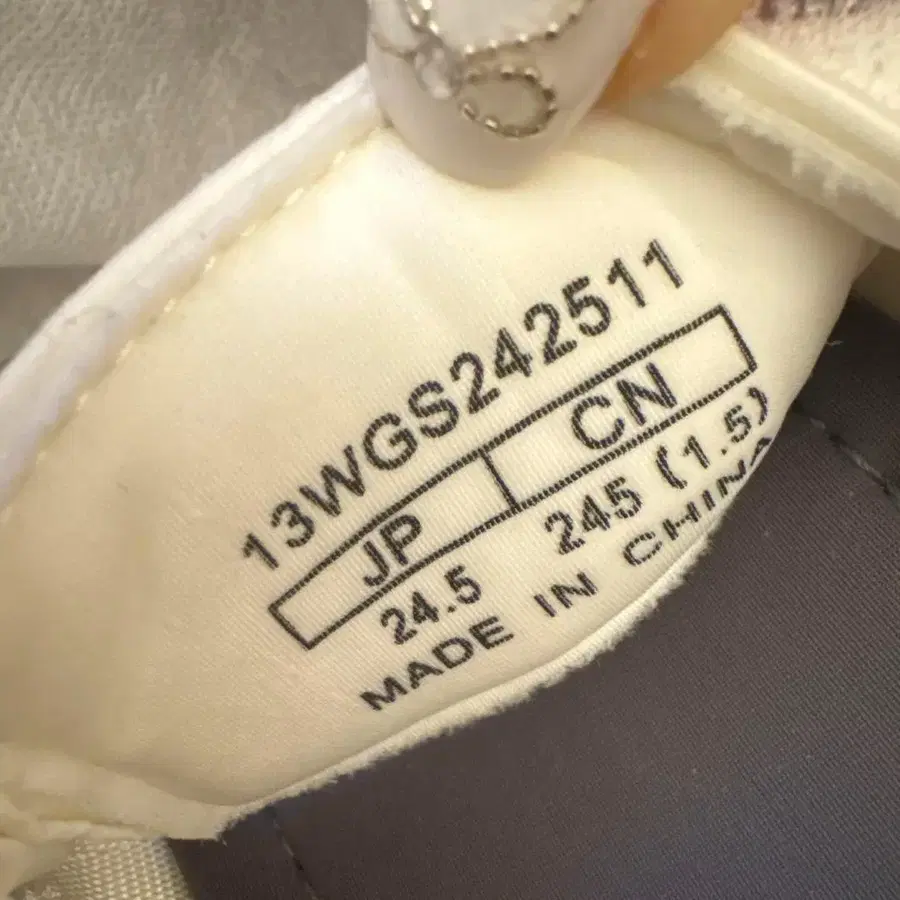 13WGS242511
JP CN
24.5 245 (1.5)
MADE IN CHINA